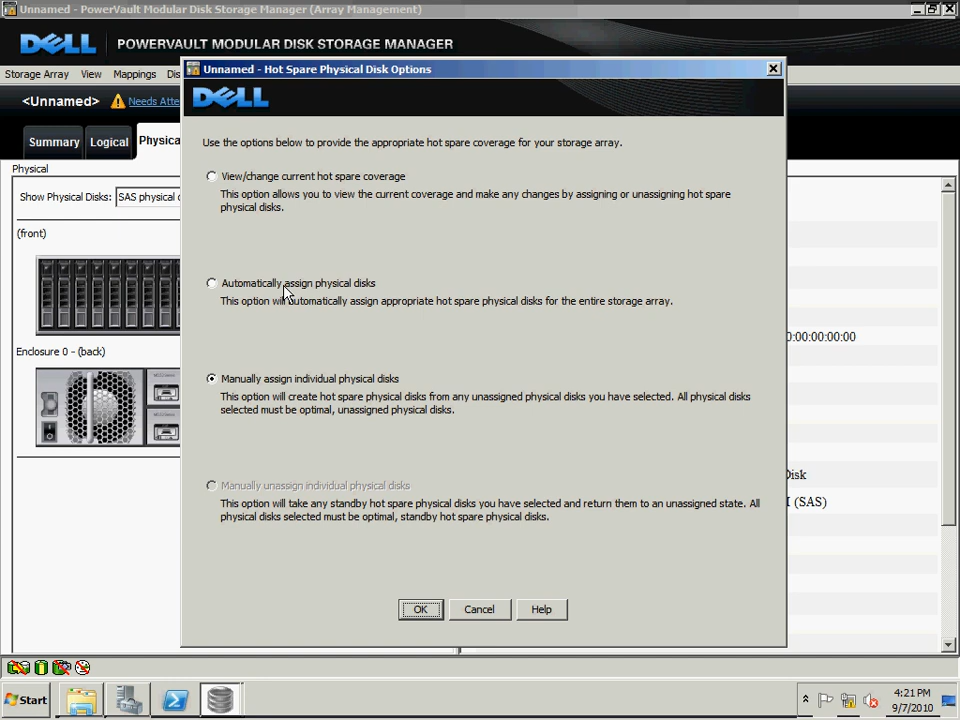 Unnamed - PowerVault Modular Disk Storage Manager (Array Management)
DELL POWERVAULT MODULAR DISK STORAGE MANAGER
Storage Array View Mappings Dis
<Unnamed> Needs Atte
Summary Logical Physica
Physical
Show Physical Disks: SAS physical d
(front)
Enclosure 0 - (back)
Unnamed - Hot Spare Physical Disk Options
DELL
Use the options below to provide the appropriate hot spare coverage for your storage array.
View/change current hot spare coverage
This option allows you to view the current coverage and make any changes by assigning or unassigning hot spare
physical disks.
Automatically assign physical disks
This option will automatically assign appropriate hot spare physical disks for the entire storage array.
Manually assign individual physical disks
This option will create hot spare physical disks from any unassigned physical disks you have selected. All physical disks
selected must be optimal, unassigned physical disks.
Manually unassign individual physical disks
This option will take any standby hot spare physical disks you have selected and return them to an unassigned state. All
physical disks selected must be optimal, standby hot spare physical disks.
OK Cancel Help
0:00:00:00:00
Disk
(SAS)
Start
4:21 PM
9/7/2010